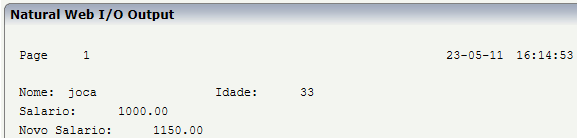 Natural Web I/O Output
Page 1 23-05-11 16:14:53
Nome: joca Idade: 33
Salario: 1000.00
Novo Salario: 1150.00